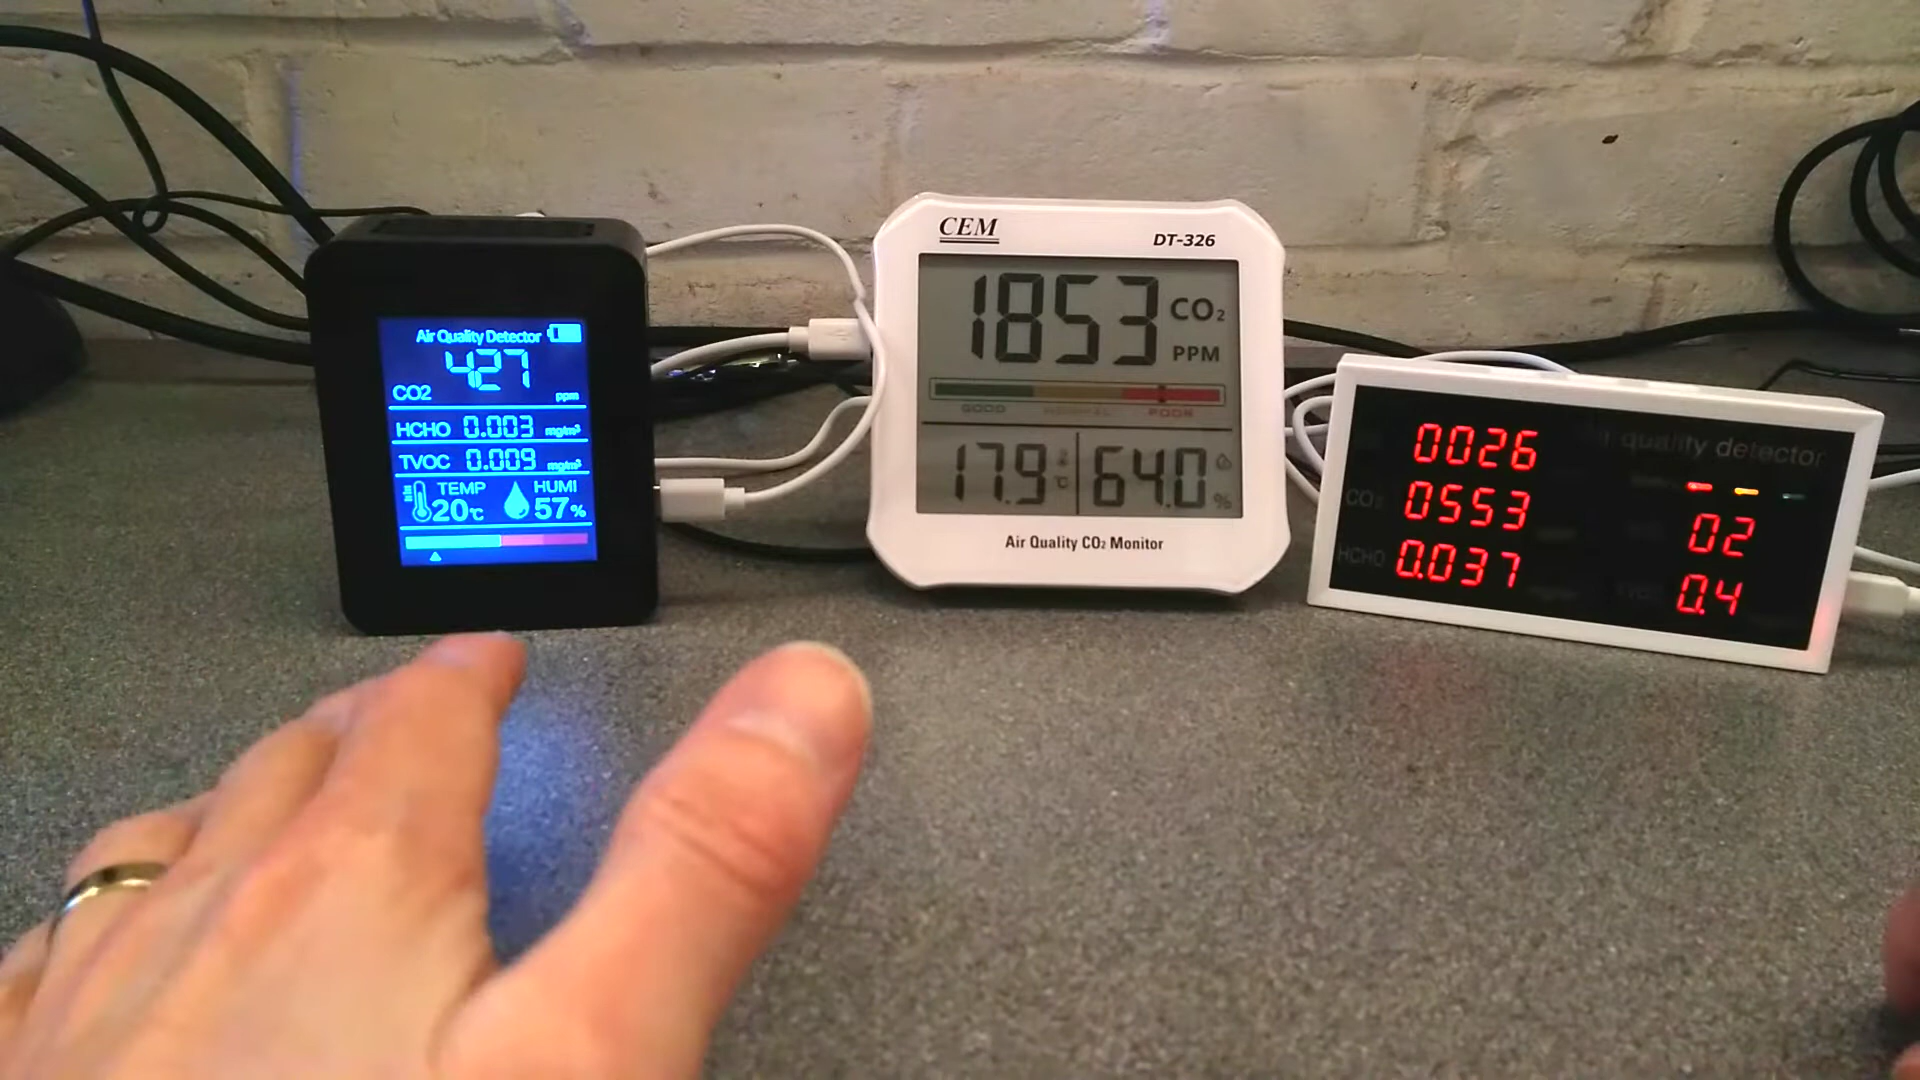 Air Quality Detector
427
CO2 ppm
HCHO 0.003 mg/m³
TVOC 0.009 mg/m³
TEMP HUMI
20℃ 57%
CEM
DT-326
1853 CO₂
PPM
GOOD NORMAL POOR
17.9 ℃ 64.0 %
Air Quality CO₂ Monitor
quality detector
0026
CO₂ 0553 02
HCHO 0.037 TVOC 0.4